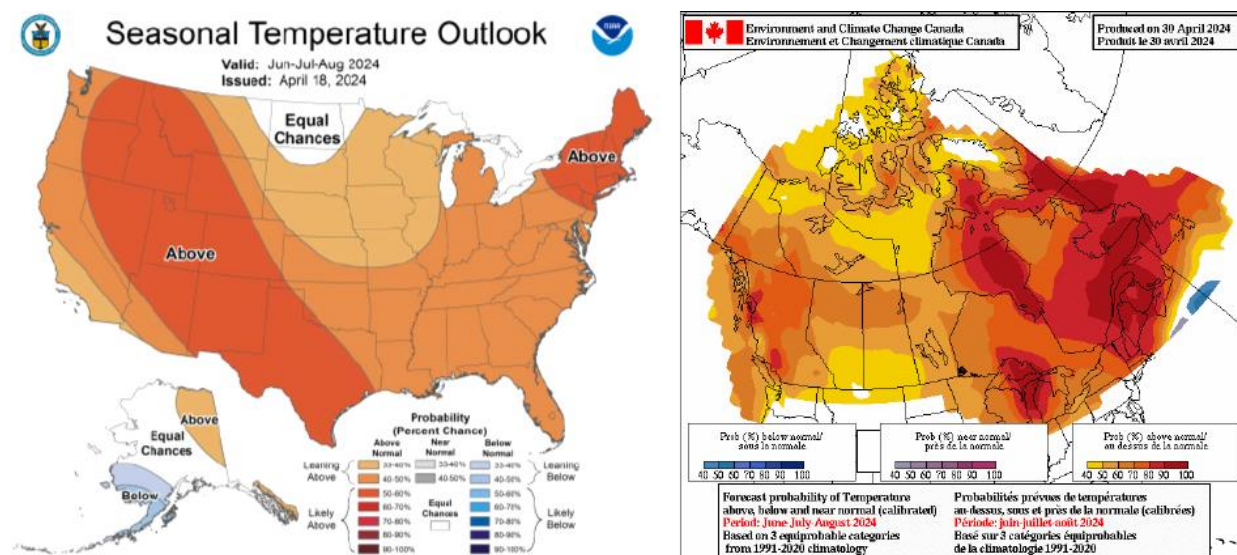 Seasonal Temperature Outlook
Valid: Jun-Jul-Aug 2024
Issued: April 18, 2024
Equal
Chances
Above
Above
Above
Equal
Chances
Below
Probability
(Percent Chance)
Above
Normal
Near
Normal
Below
Normal
Leaning
Above
33-40%
33-40%
33-40%
Leaning
Below
40-50%
40-50%
40-50%
Likely
Above
50-60%
60-70%
70-80%
80-90%
90-100%
Equal
Chances
50-60%
60-70%
70-80%
80-90%
90-100%
Likely
Below
Environment and Climate Change Canada
Environnement et Changement climatique Canada
Produced on 30 April 2024
Produit le 30 avril 2024
Prob (%) below normal/
sous la normale
40 50 60 70 80 90 100
Prob (%) near normal/
près de la normale
40 50 60 70 80 90 100
Prob (%) above normal/
au dessus de la normale
40 50 60 70 80 90 100
Forecast probability of Temperature
above, below and near normal (calibrated)
Period: June-July-August 2024
Based on 3 equiprobable categories
from 1991-2020 climatology
Probabilités prévues de températures
au-dessus, sous et près de la normale (calibrées)
Période: juin-juillet-août 2024
Basé sur 3 catégories équiprobables
de la climatologie 1991-2020